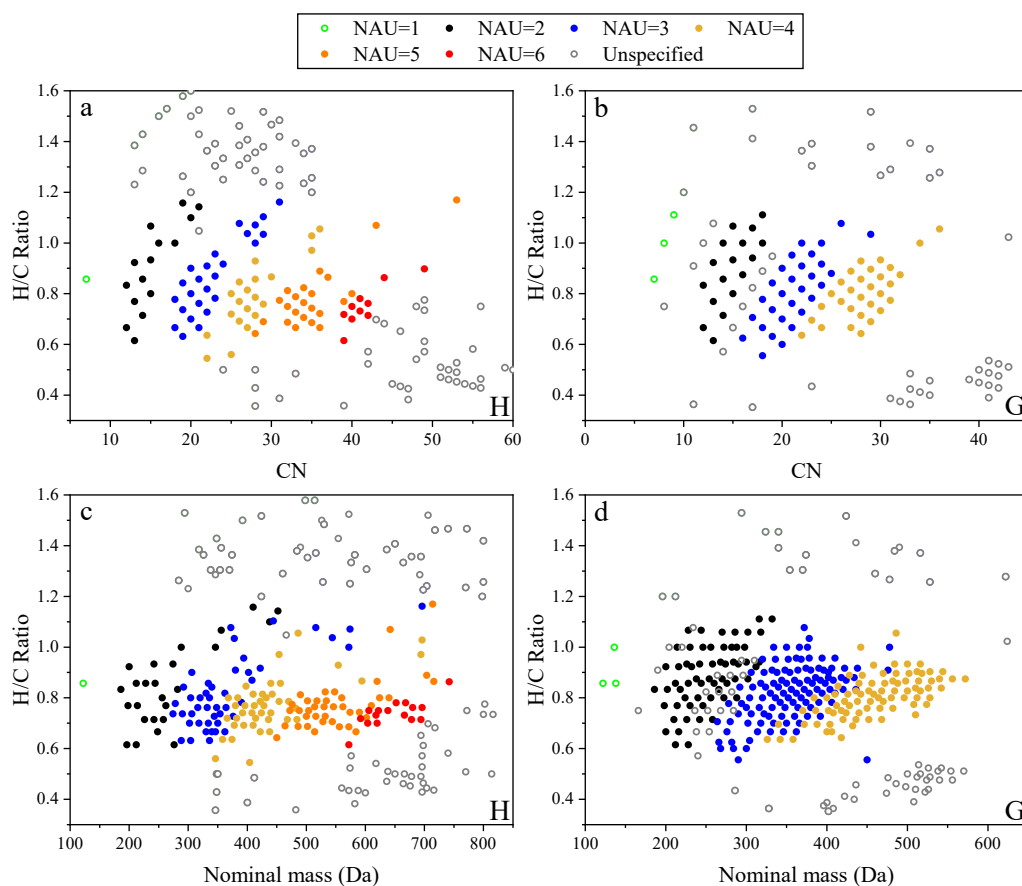 NAU=1 NAU=2 NAU=3 NAU=4
NAU=5 NAU=6 Unspecified
a
H/C Ratio
1.6
1.4
1.2
1.0
0.8
0.6
0.4
H
10 20 30 40 50 60
CN
b
H/C Ratio
1.6
1.4
1.2
1.0
0.8
0.6
0.4
G
0 10 20 30 40
CN
c
H/C Ratio
1.6
1.4
1.2
1.0
0.8
0.6
0.4
H
100 200 300 400 500 600 700 800
Nominal mass (Da)
d
H/C Ratio
1.6
1.4
1.2
1.0
0.8
0.6
0.4
G
100 200 300 400 500 600
Nominal mass (Da)